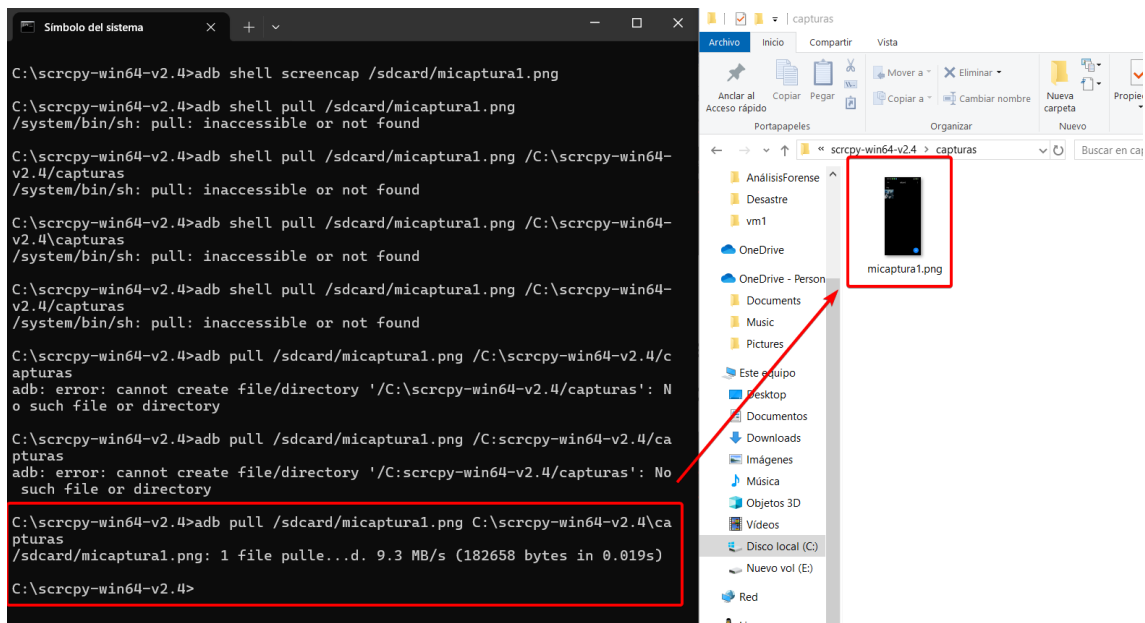 Símbolo del sistema
C:\scrcpy-win64-v2.4>adb shell screencap /sdcard/micaptura1.png
C:\scrcpy-win64-v2.4>adb shell pull /sdcard/micaptura1.png
/system/bin/sh: pull: inaccessible or not found
C:\scrcpy-win64-v2.4>adb shell pull /sdcard/micaptura1.png /C:\scrcpy-win64-
v2.4/capturas
/system/bin/sh: pull: inaccessible or not found
C:\scrcpy-win64-v2.4>adb shell pull /sdcard/micaptura1.png /C:\scrcpy-win64-
v2.4\capturas
/system/bin/sh: pull: inaccessible or not found
C:\scrcpy-win64-v2.4>adb shell pull /sdcard/micaptura1.png /C:\scrcpy-win64-
v2.4/capturas
/system/bin/sh: pull: inaccessible or not found
C:\scrcpy-win64-v2.4>adb pull /sdcard/micaptura1.png /C:\scrcpy-win64-v2.4/c
apturas
adb: error: cannot create file/directory '/C:\scrcpy-win64-v2.4/capturas': N
o such file or directory
C:\scrcpy-win64-v2.4>adb pull /sdcard/micaptura1.png /C:scrcpy-win64-v2.4/ca
pturas
adb: error: cannot create file/directory '/C:scrcpy-win64-v2.4/capturas': No
such file or directory
C:\scrcpy-win64-v2.4>adb pull /sdcard/micaptura1.png C:\scrcpy-win64-v2.4\ca
pturas
/sdcard/micaptura1.png: 1 file pulle...d. 9.3 MB/s (182658 bytes in 0.019s)
C:\scrcpy-win64-v2.4>
capturas
Archivo Inicio Compartir Vista
Anclar al
Acceso rápido
Copiar
Pegar
Mover a
Copiar a
Eliminar
Cambiar nombre
Nueva
carpeta
Propie
Portapapeles Organizar Nuevo
« scrcpy-win64-v2.4 > capturas
Buscar en cap
AnálisisForense
Desastre
vm1
OneDrive
OneDrive - Person
Documents
Music
Pictures
Este equipo
Desktop
Documentos
Downloads
Imágenes
Música
Objetos 3D
Vídeos
Disco local (C:)
Nuevo vol (E:)
Red
micaptura1.png